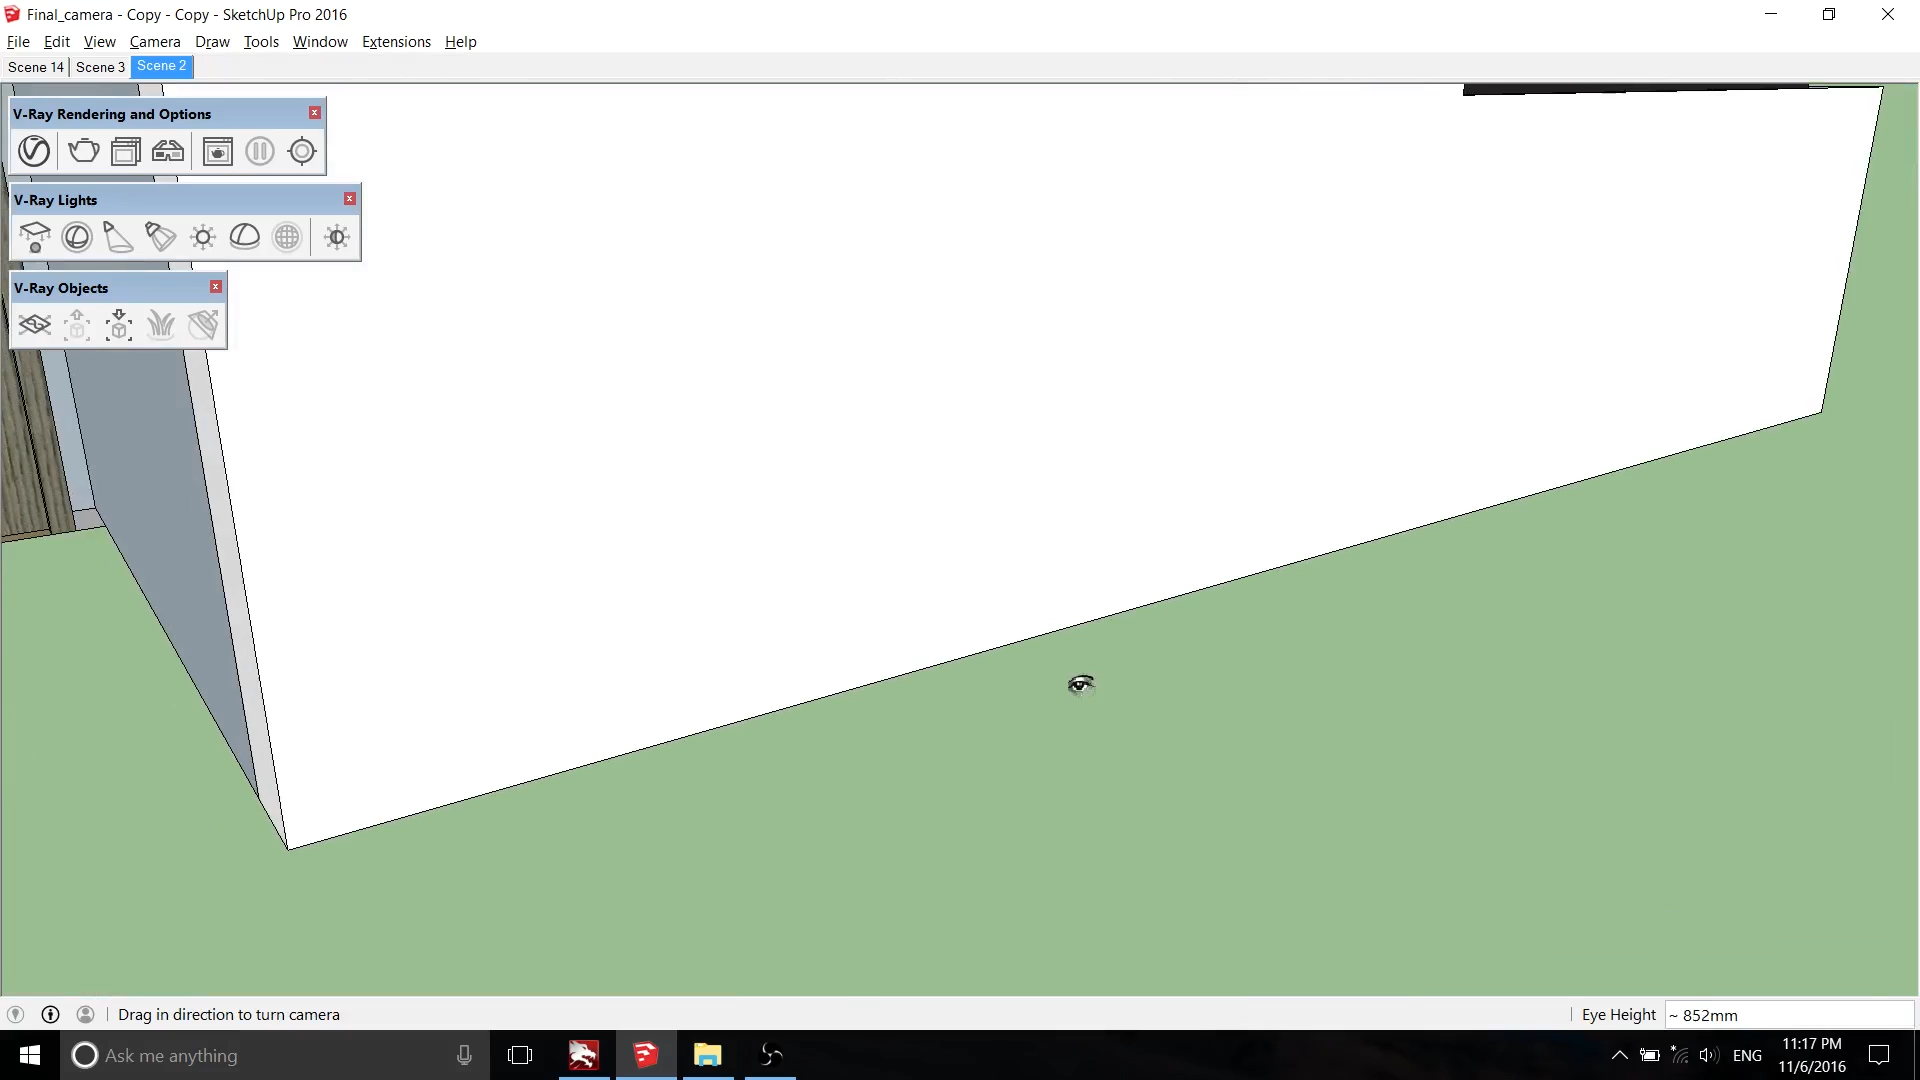 Final_camera - Copy - Copy - SketchUp Pro 2016
File Edit View Camera Draw Tools Window Extensions Help
Scene 14 Scene 3 Scene 2
V-Ray Rendering and Options
V-Ray Lights
V-Ray Objects
Drag in direction to turn camera
Eye Height ~ 852mm
Ask me anything
ENG
11:17 PM
11/6/2016